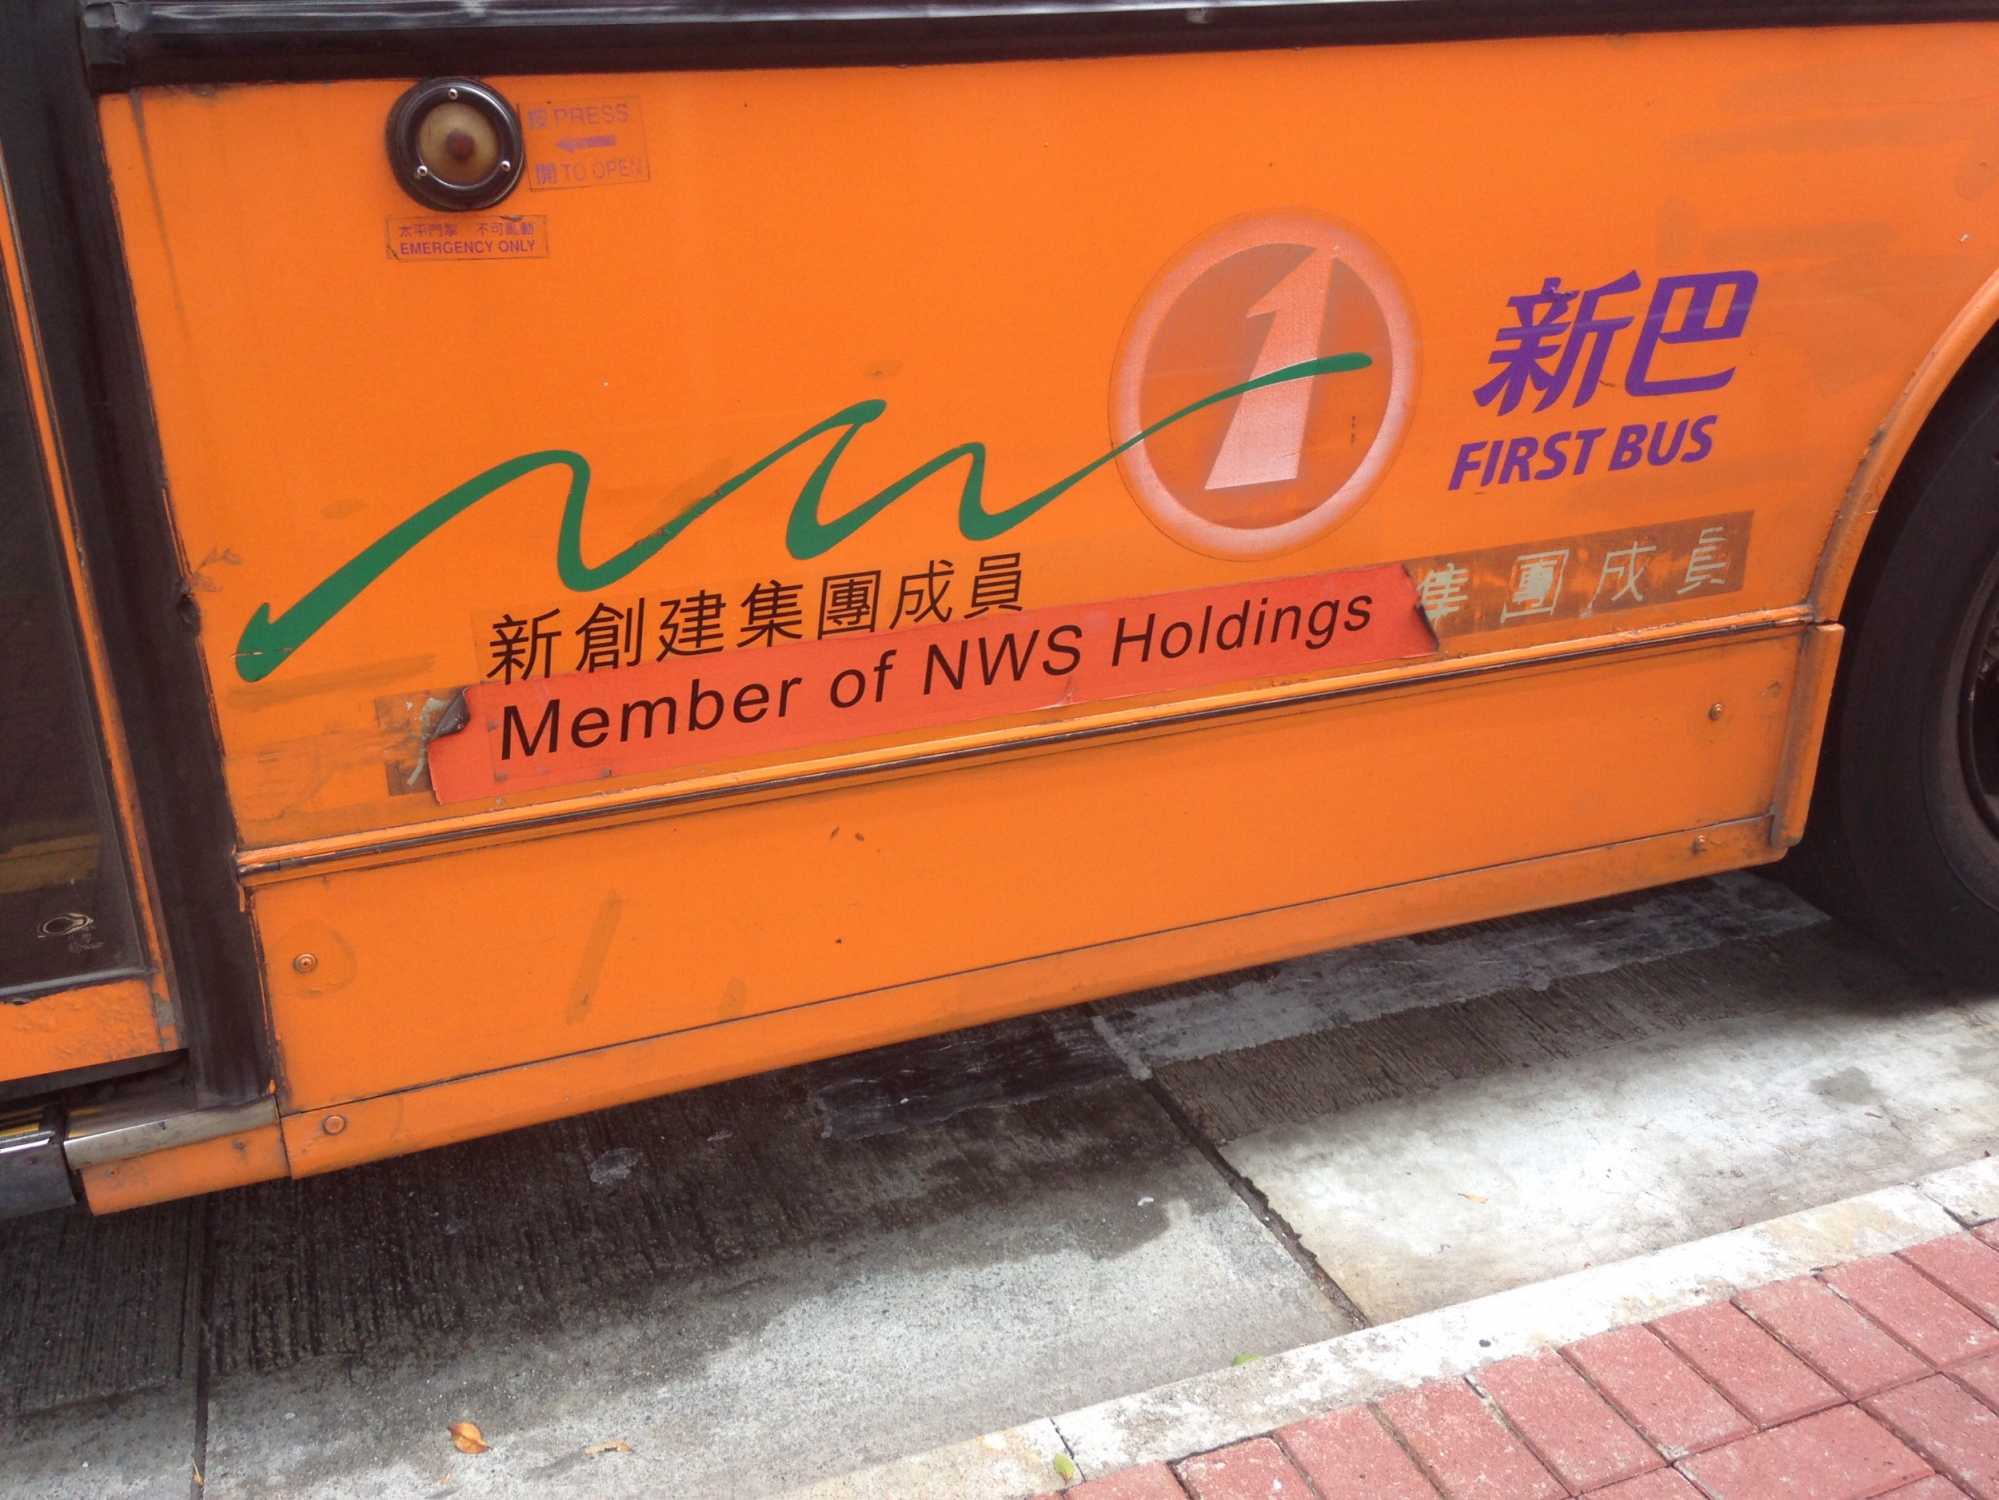 按 PRESS
開 TO OPEN
太平門掣 不可亂動
EMERGENCY ONLY
1
新巴
FIRST BUS
新創建集團成員
Member of NWS Holdings
集團成員